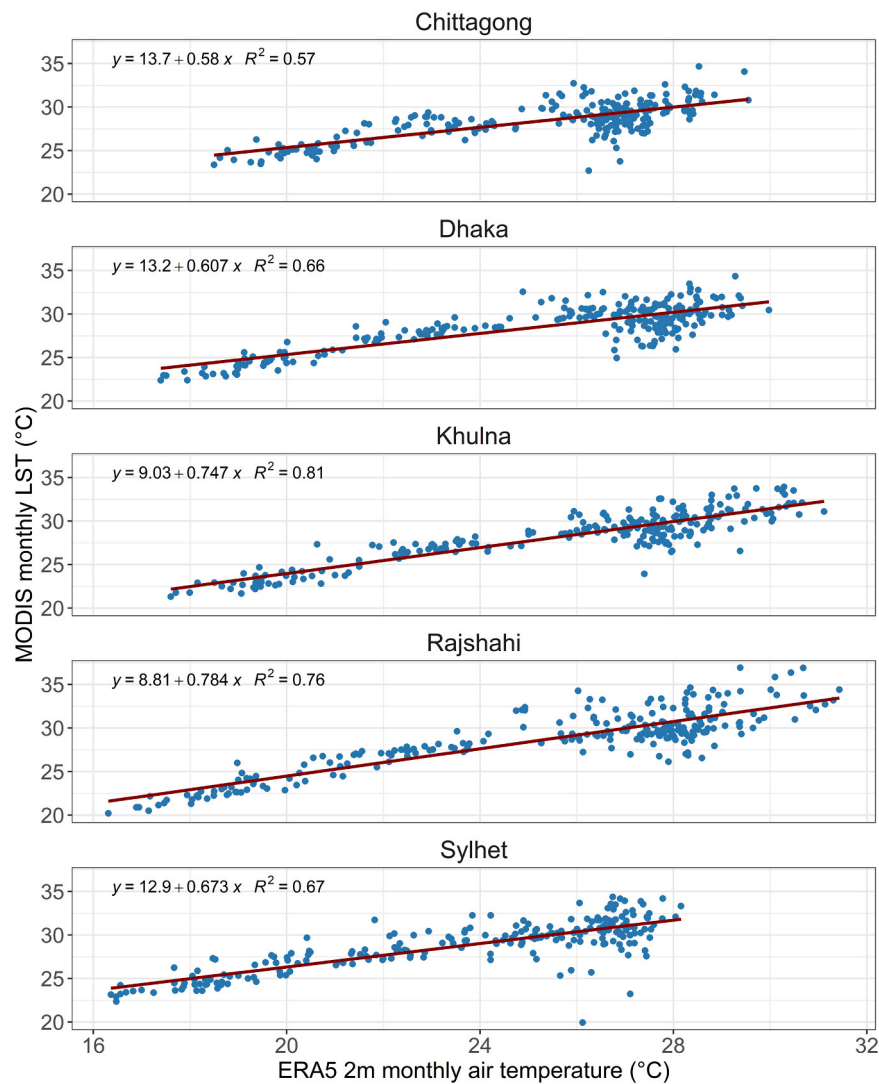 Chittagong
y = 13.7 + 0.58 x R² = 0.57
35
30
25
20
Dhaka
y = 13.2 + 0.607 x R² = 0.66
35
30
25
20
Khulna
y = 9.03 + 0.747 x R² = 0.81
35
30
25
20
MODIS monthly LST (°C)
Rajshahi
y = 8.81 + 0.784 x R² = 0.76
35
30
25
20
Sylhet
y = 12.9 + 0.673 x R² = 0.67
35
30
25
20
16 20 24 28 32
ERA5 2m monthly air temperature (°C)